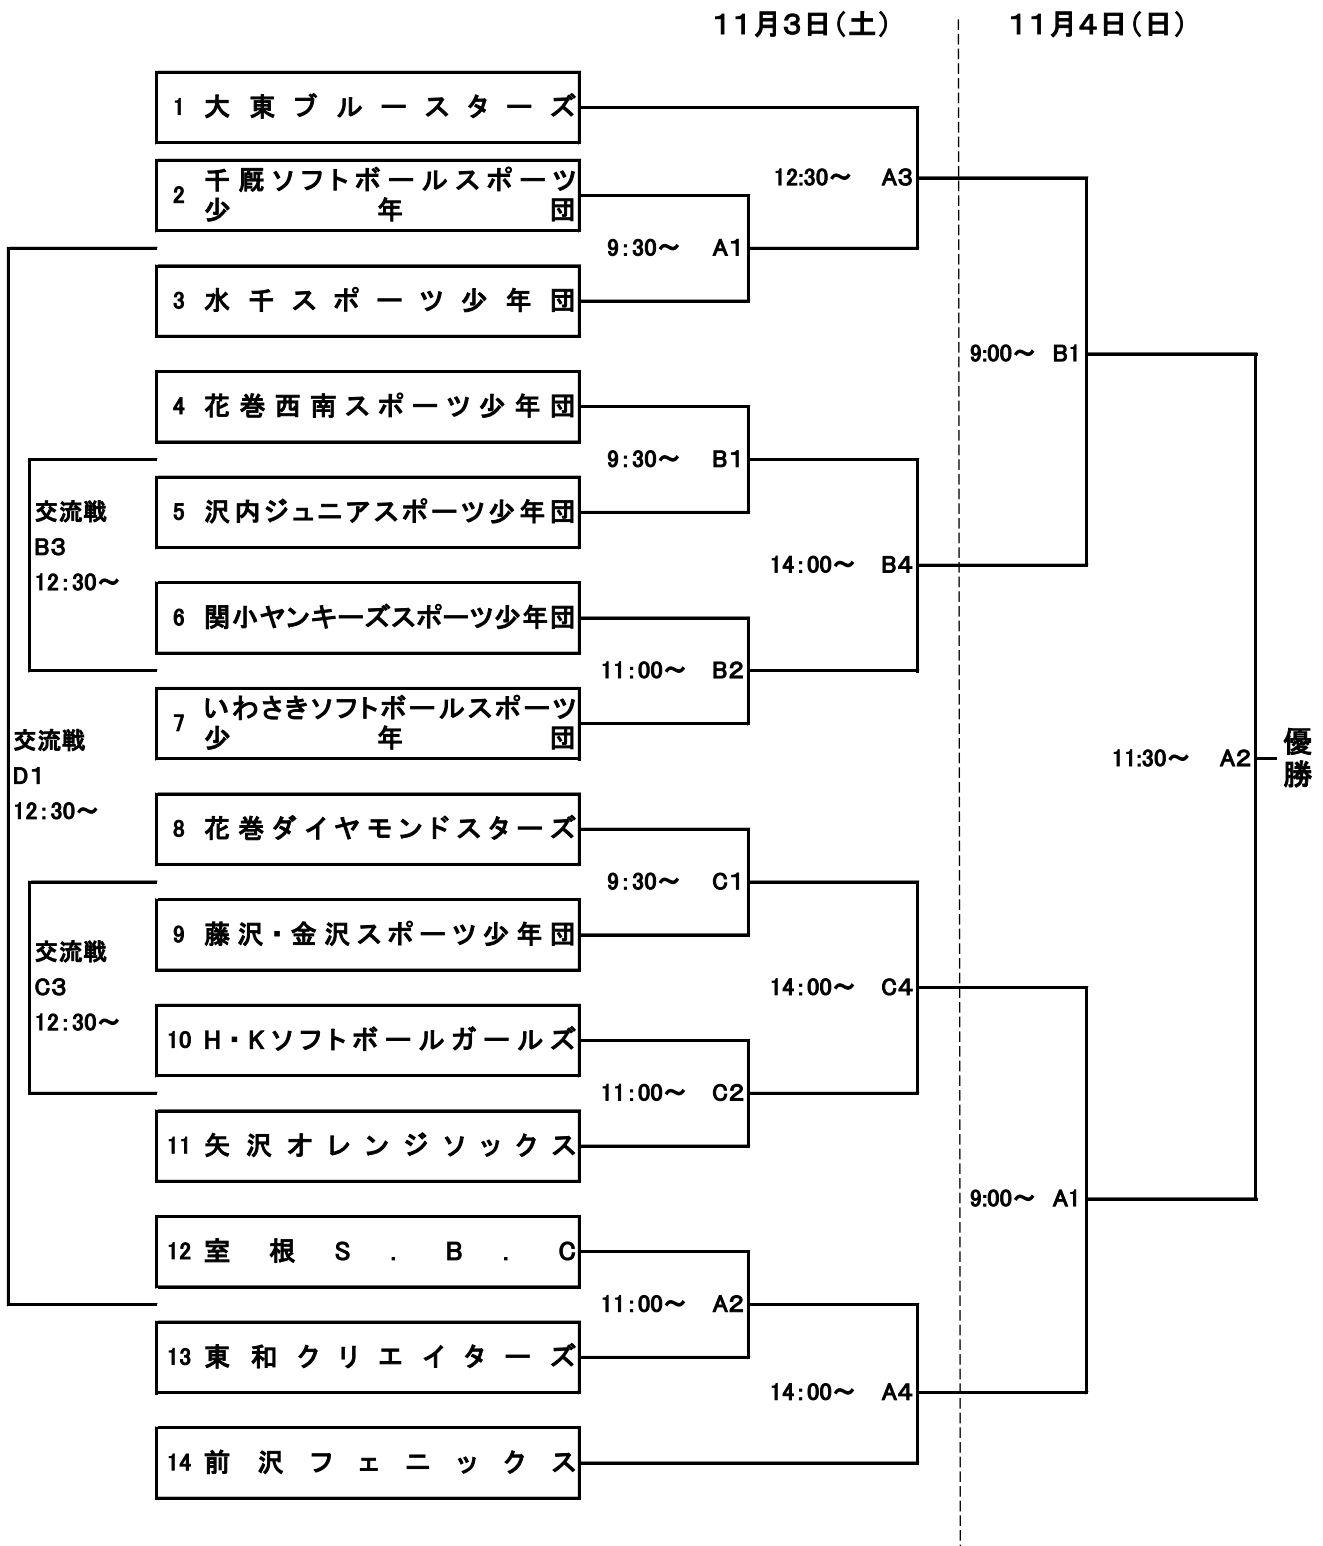 11月3日(土)
11月4日(日)
1 大東ブルースターズ
2 千厩ソフトボールスポーツ
少年団
12:30～ A3
9:30～ A1
3 水千スポーツ少年団
9:00～ B1
4 花巻西南スポーツ少年団
9:30～ B1
5 沢内ジュニアスポーツ少年団
交流戦
B3
12:30～
14:00～ B4
6 関小ヤンキーズスポーツ少年団
11:00～ B2
7 いわさきソフトボールスポーツ
少年団
交流戦
D1
12:30～
11:30～ A2
優
勝
8 花巻ダイヤモンドスターズ
9:30～ C1
9 藤沢・金沢スポーツ少年団
交流戦
C3
12:30～
14:00～ C4
10 H・Kソフトボールガールズ
11:00～ C2
11 矢沢オレンジソックス
9:00～ A1
12 室根S.B.C
11:00～ A2
13 東和クリエイターズ
14:00～ A4
14 前沢フェニックス